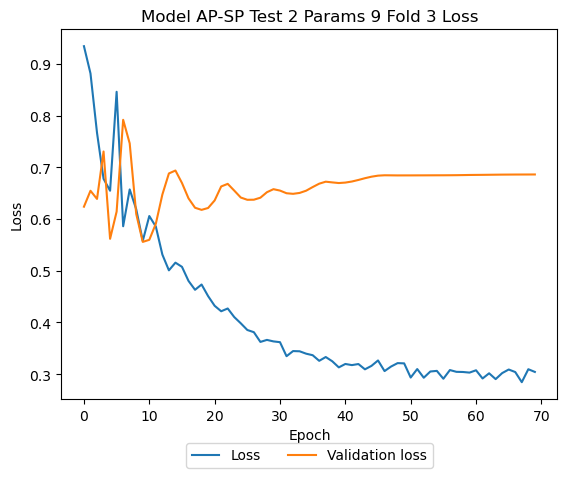 Model AP-SP Test 2 Params 9 Fold 3 Loss
0.9
0.8
0.7
0.6
0.5
0.4
0.3
Loss
0 10 20 30 40 50 60 70
Epoch
Loss Validation loss